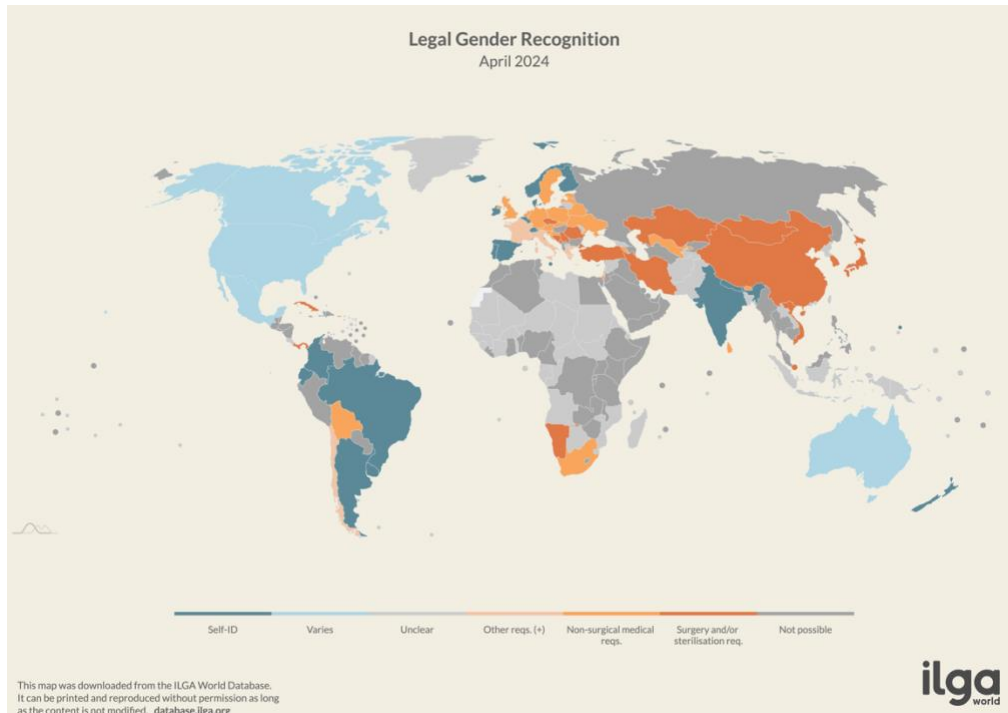 Legal Gender Recognition
April 2024
Self-ID
Varies
Unclear
Other reqs. (+)
Non-surgical medical
reqs.
Surgery and/or
sterilisation req.
Not possible
This map was downloaded from the ILGA World Database.
It can be printed and reproduced without permission as long
as the content is not modified. database.ilga.org
ilga
world